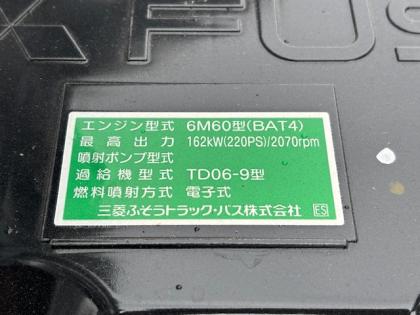 FUS
エンジン型式 6M60型(BAT4)
最高出力 162kW(220PS)/2070rpm
噴射ポンプ型式
過給機型式 TD06-9型
燃料噴射方式 電子式
三菱ふそうトラック・バス株式会社 ES